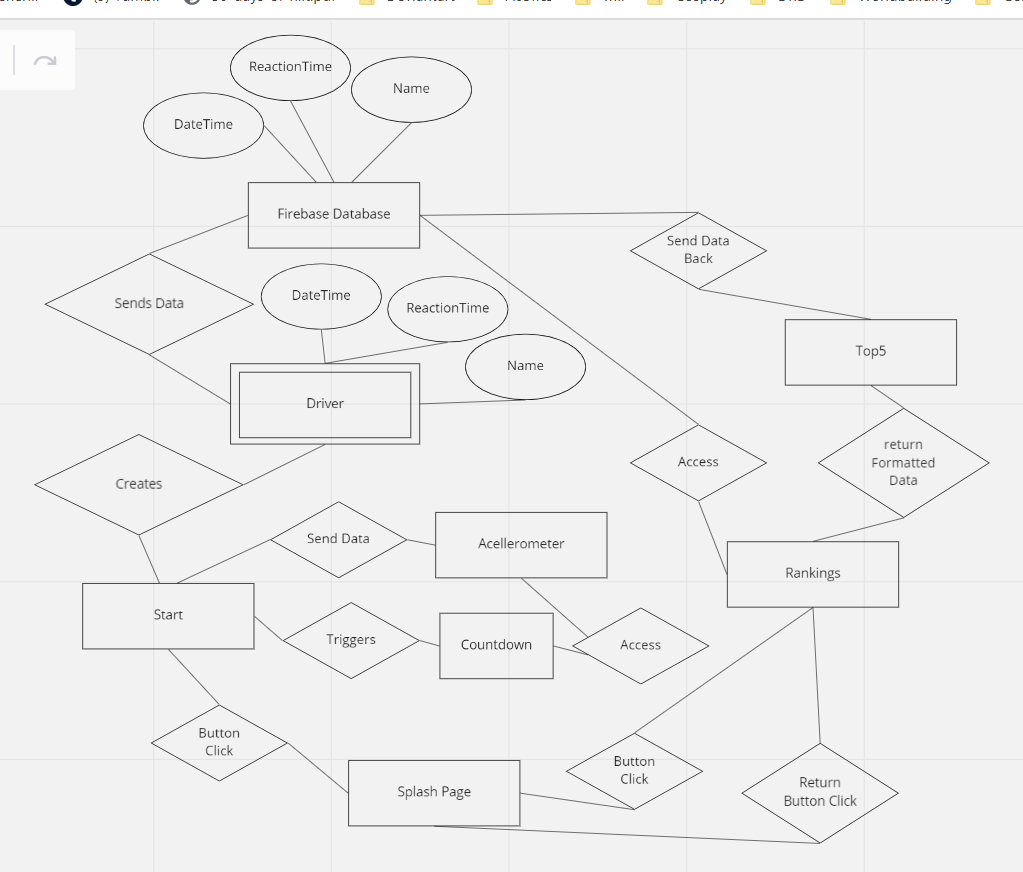 ReactionTime
Name
DateTime
Firebase Database
Send Data
Back
Sends Data
DateTime
ReactionTime
Name
Top5
Driver
Access
return
Formatted
Data
Creates
Send Data
Acellerometer
Rankings
Start
Triggers
Countdown
Access
Button
Click
Splash Page
Button
Click
Return
Button Click